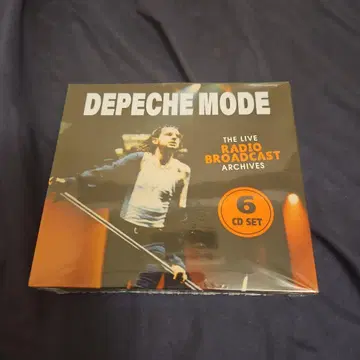 DEPECHE MODE
THE LIVE
RADIO
BROADCAST
ARCHIVES
6
CD SET